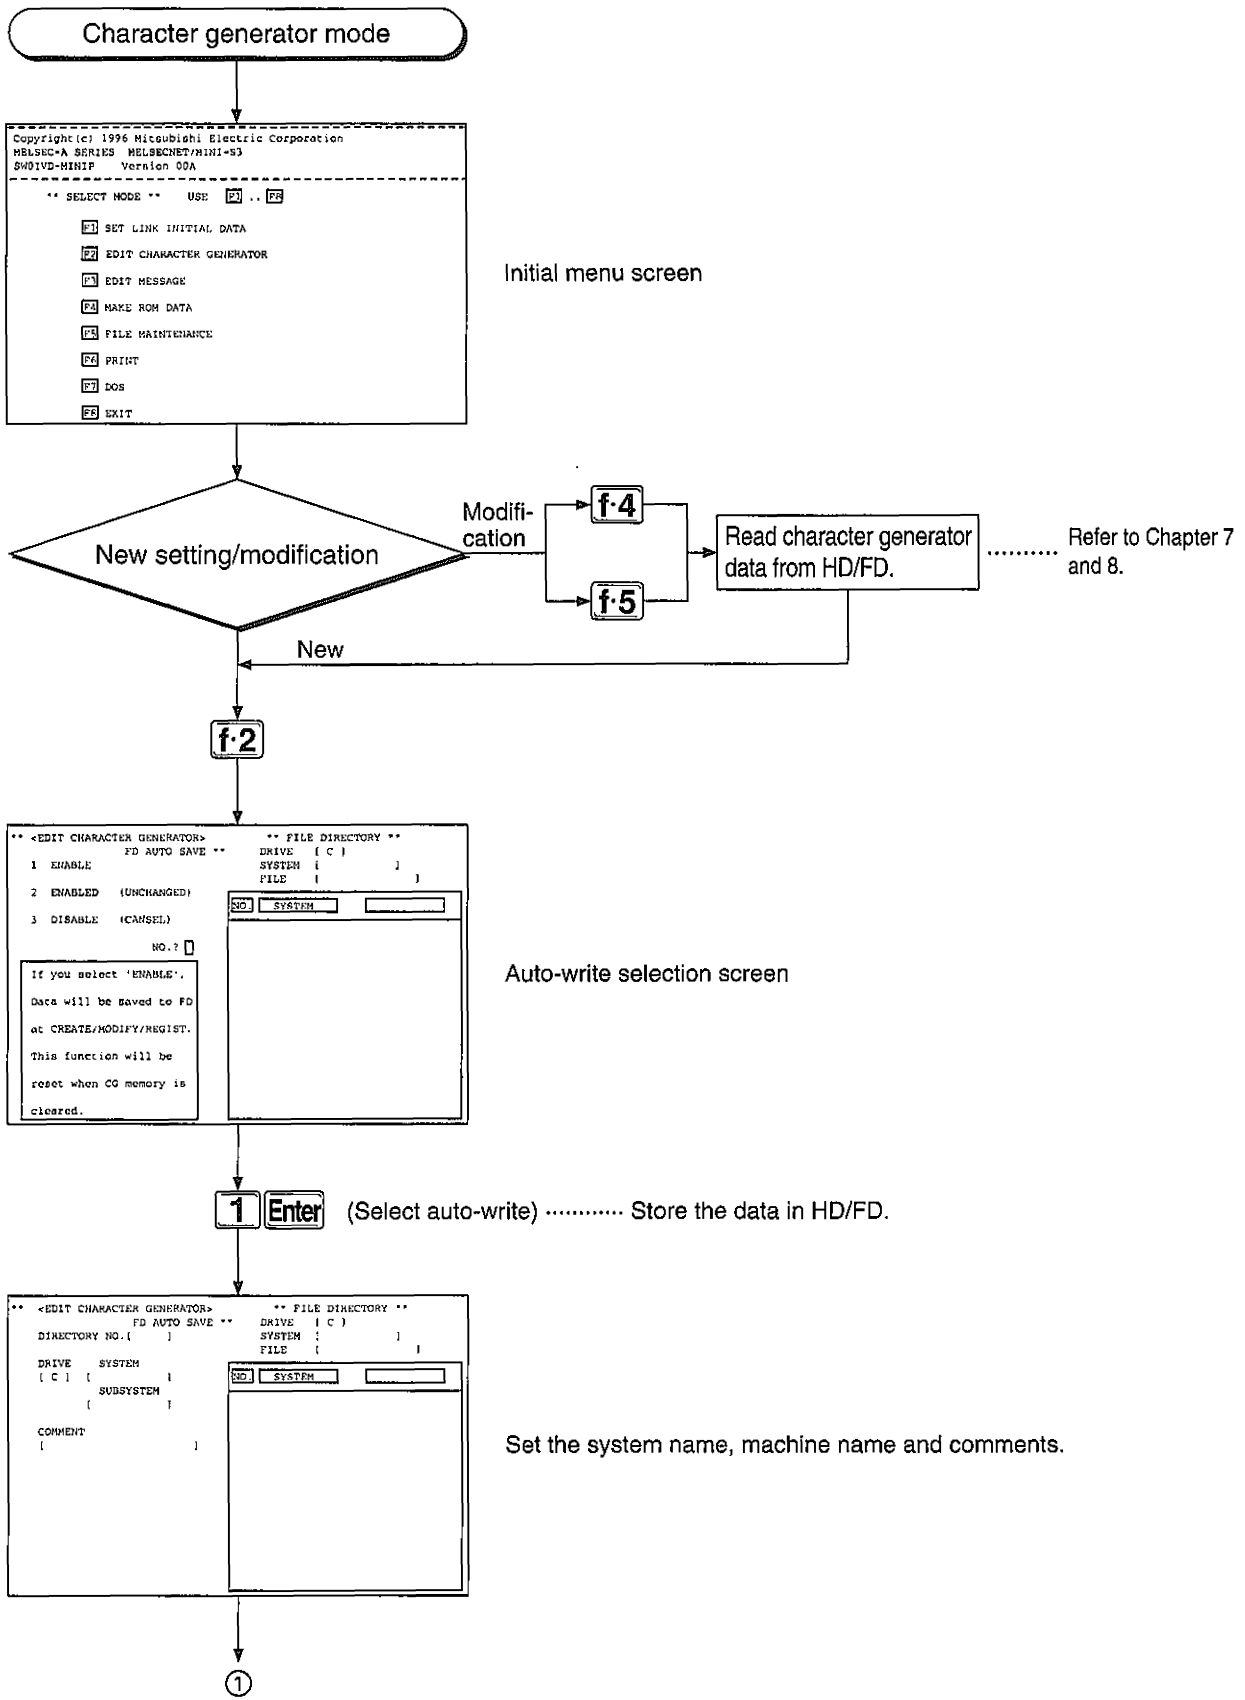 Character generator mode
Copyright(c) 1996 Mitsubishi Electric Corporation
MELSEC-A SERIES MELSECNET/MINI-S3
SW01VD-MINIP Version 00A
** SELECT MODE ** USE F1 .. F8
F1 SET LINK INITIAL DATA
F2 EDIT CHARACTER GENERATOR
F3 EDIT MESSAGE
F4 MAKE ROM DATA
F5 FILE MAINTENANCE
F6 PRINT
F7 DOS
F8 EXIT
Initial menu screen
New setting/modification
Modifi-
cation
f·4
f·5
Read character generator
data from HD/FD.
Refer to Chapter 7
and 8.
New
f·2
** <EDIT CHARACTER GENERATOR>
FD AUTO SAVE **
1 ENABLE
2 ENABLED (UNCHANGED)
3 DISABLE (CANSEL)
NO.?
If you select 'ENABLE',
Data will be saved to FD
at CREATE/MODIFY/REGIST.
This function will be
reset when CG memory is
cleared.
** FILE DIRECTORY **
DRIVE [ C ]
SYSTEM [ ]
FILE [ ]
NO. SYSTEM
Auto-write selection screen
1 Enter (Select auto-write) ············ Store the data in HD/FD.
** <EDIT CHARACTER GENERATOR>
FD AUTO SAVE **
DIRECTORY NO.[ ]
DRIVE SYSTEM
[ C ] [ ]
SUBSYSTEM
[ ]
COMMENT
[ ]
** FILE DIRECTORY **
DRIVE [ C ]
SYSTEM [ ]
FILE [ ]
NO. SYSTEM
Set the system name, machine name and comments.
①